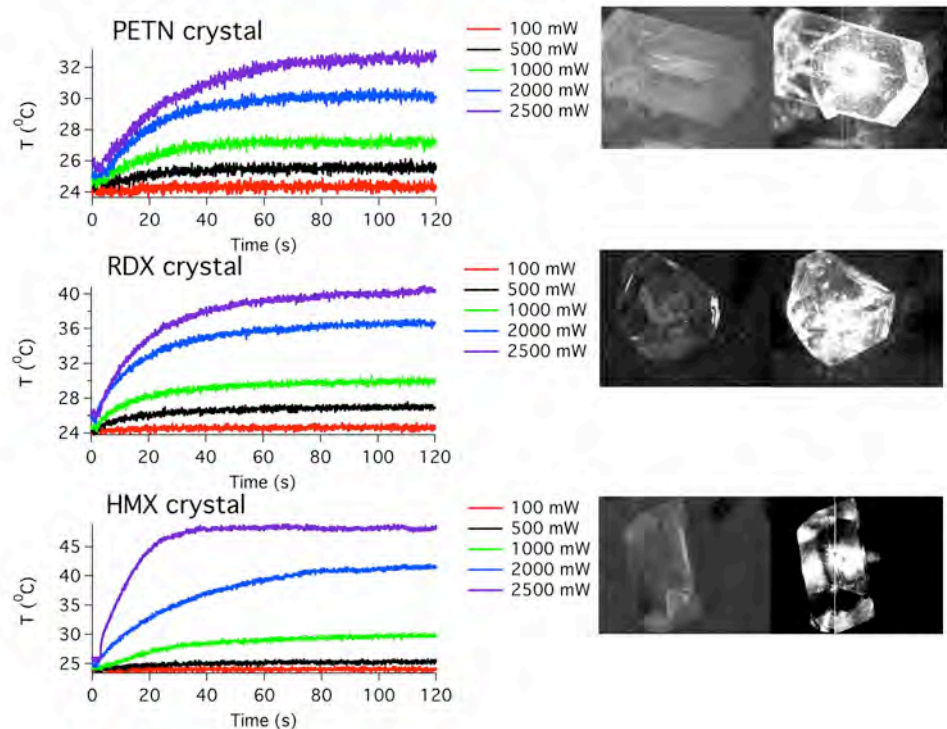 PETN crystal
100 mW
500 mW
1000 mW
2000 mW
2500 mW
T (⁰C)
32
30
28
26
24
0 20 40 60 80 100 120
Time (s)
RDX crystal
100 mW
500 mW
1000 mW
2000 mW
2500 mW
T (⁰C)
40
36
32
28
24
0 20 40 60 80 100 120
Time (s)
HMX crystal
100 mW
500 mW
1000 mW
2000 mW
2500 mW
T (⁰C)
45
40
35
30
25
0 20 40 60 80 100 120
Time (s)